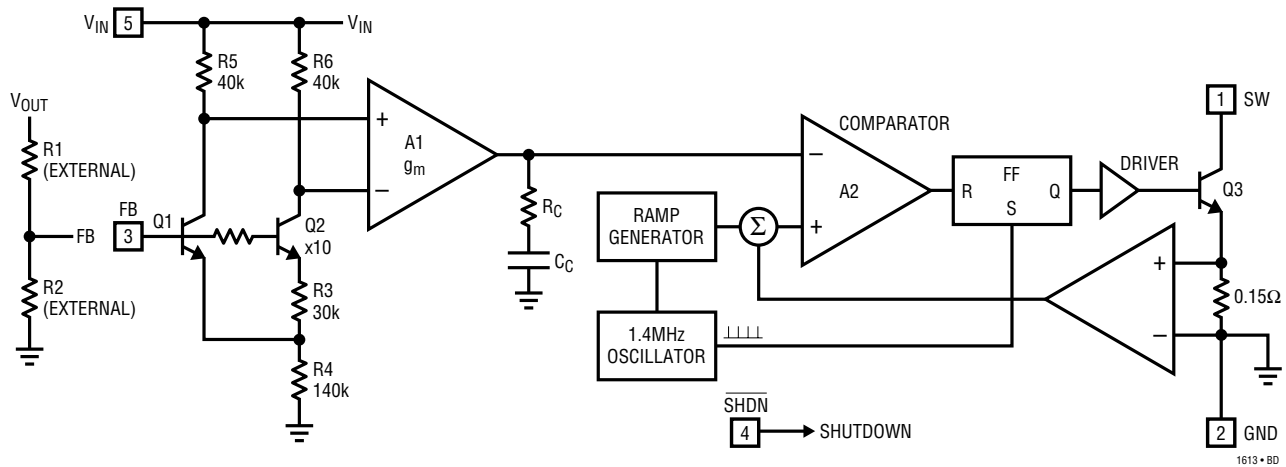 V_IN 5 V_IN
R5
40k
R6
40k
V_OUT
R1
(EXTERNAL)
FB
R2
(EXTERNAL)
FB
3
Q1
Q2
x10
R3
30k
R4
140k
+
A1
g_m
−
R_C
C_C
COMPARATOR
−
A2
+
RAMP
GENERATOR
Σ
1.4MHz
OSCILLATOR
FF
R Q
S
DRIVER
1 SW
Q3
+
−
0.15Ω
2 GND
SHDN
4 SHUTDOWN
1613 • BD